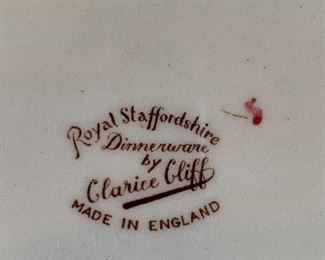 Royal Staffordshire
Dinnerware
by
Clarice Cliff
MADE IN ENGLAND